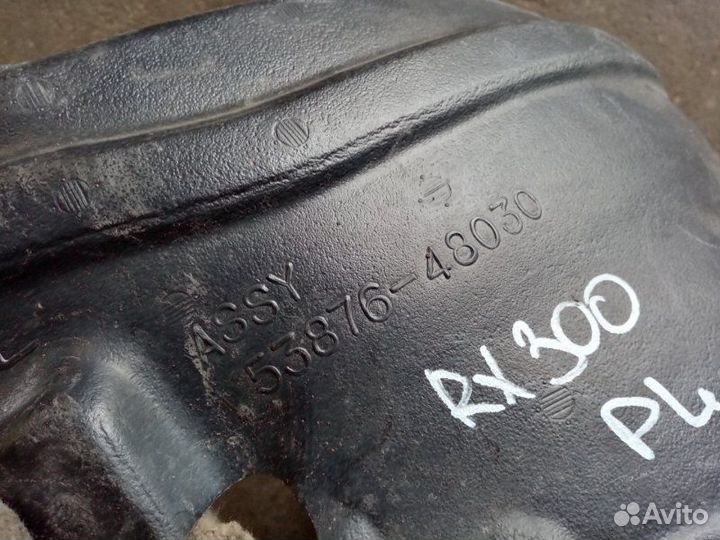 ASSY
53876-48030
RX300
PL
L
Avito